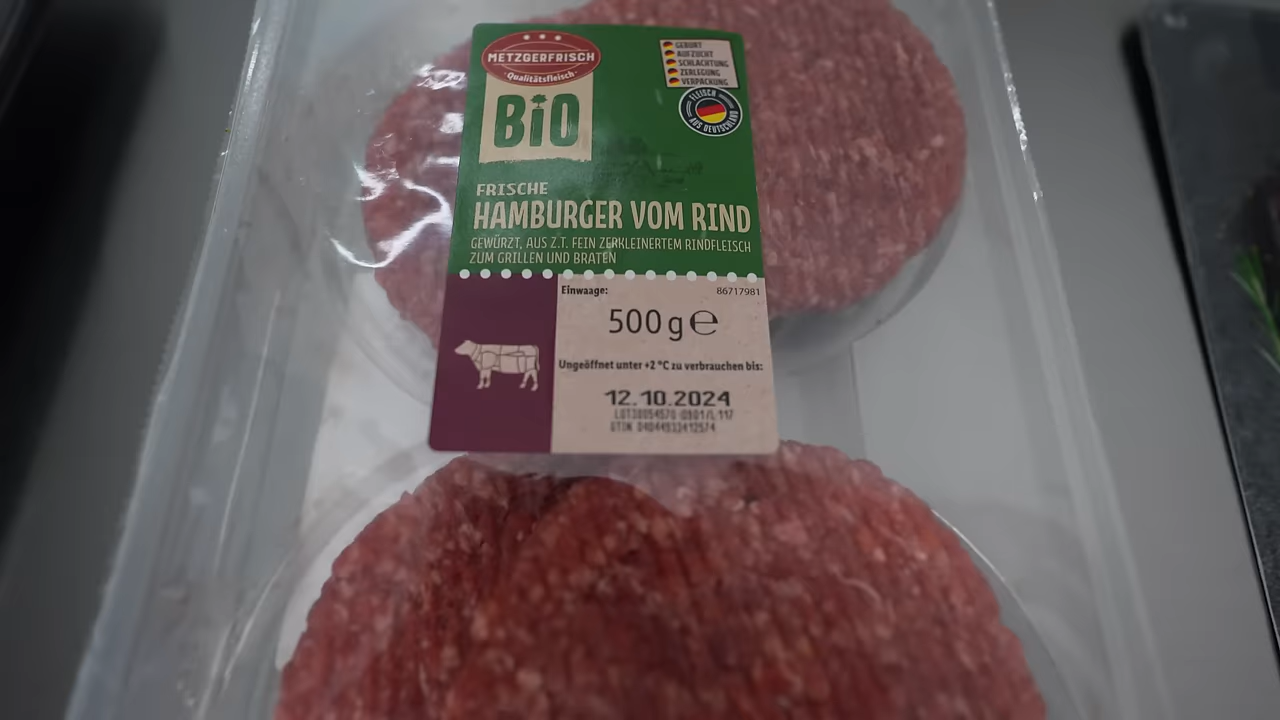 METZGERFRISCH
Qualitätsfleisch
BiO
GEBURT
AUFZUCHT
SCHLACHTUNG
ZERLEGUNG
VERPACKUNG
FLEISCH
AUS DEUTSCHLAND
FRISCHE
HAMBURGER VOM RIND
GEWÜRZT, AUS Z.T. FEIN ZERKLEINERTEM RINDFLEISCH
ZUM GRILLEN UND BRATEN
Einwaage:
86717981
500 g ℮
Ungeöffnet unter +2 °C zu verbrauchen bis:
12.10.2024